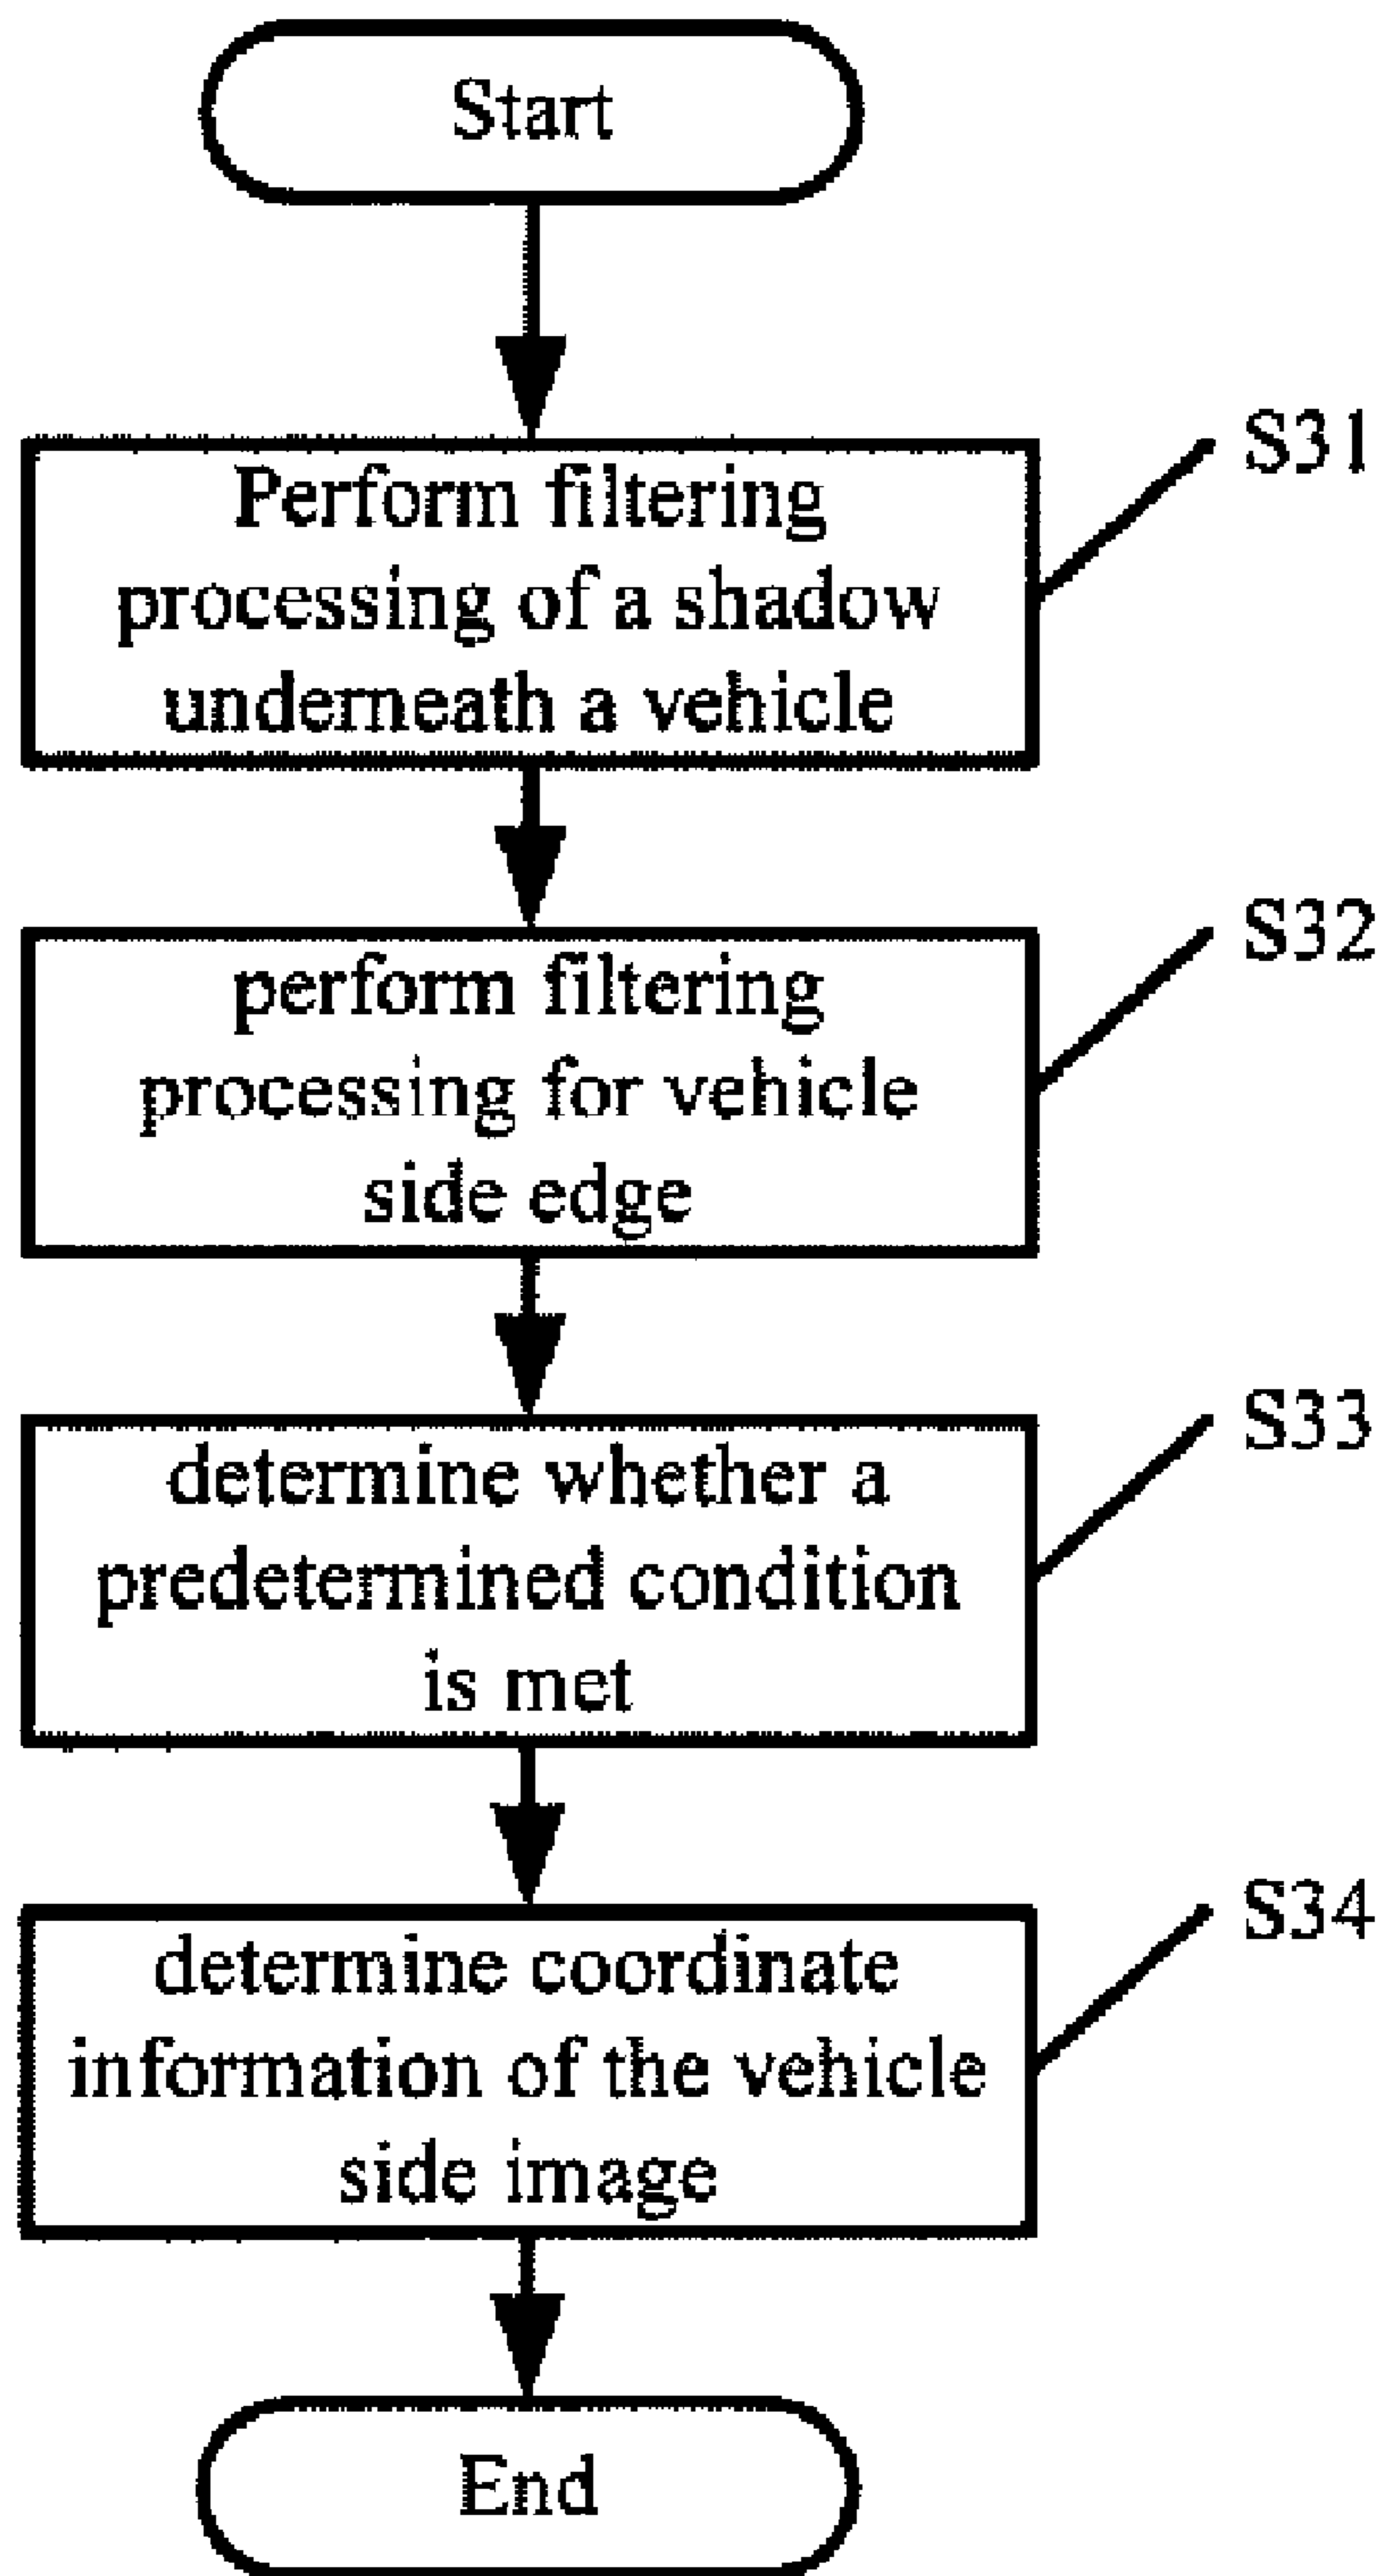 Start
S31
Perform filtering
processing of a shadow
underneath a vehicle
S32
perform filtering
processing for vehicle
side edge
S33
determine whether a
predetermined condition
is met
S34
determine coordinate
information of the vehicle
side image
End